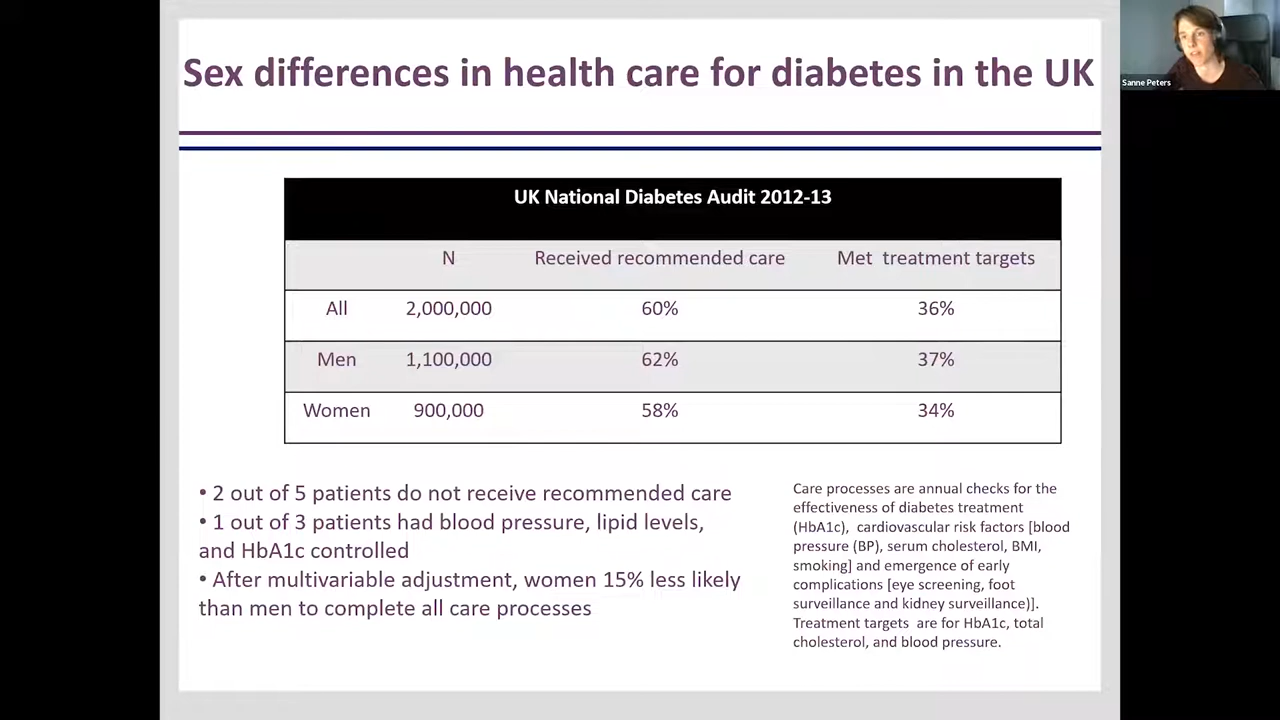 Sex differences in health care for diabetes in the UK
Sanne Peters
UK National Diabetes Audit 2012-13
N Received recommended care Met treatment targets
All 2,000,000 60% 36%
Men 1,100,000 62% 37%
Women 900,000 58% 34%
• 2 out of 5 patients do not receive recommended care
• 1 out of 3 patients had blood pressure, lipid levels,
and HbA1c controlled
• After multivariable adjustment, women 15% less likely
than men to complete all care processes
Care processes are annual checks for the
effectiveness of diabetes treatment
(HbA1c), cardiovascular risk factors [blood
pressure (BP), serum cholesterol, BMI,
smoking] and emergence of early
complications [eye screening, foot
surveillance and kidney surveillance)].
Treatment targets are for HbA1c, total
cholesterol, and blood pressure.